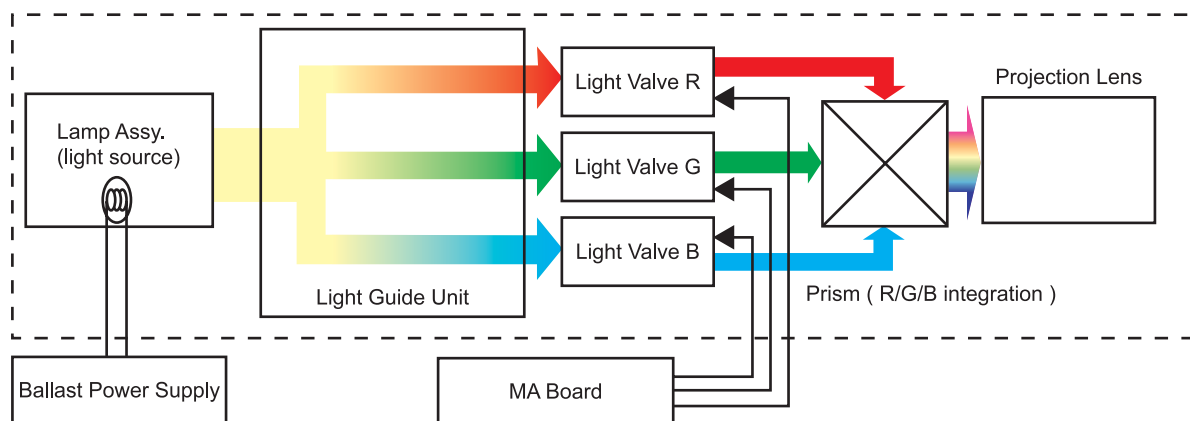 Lamp Assy.
(light source)
Light Guide Unit
Light Valve R
Light Valve G
Light Valve B
Projection Lens
Prism ( R/G/B integration )
Ballast Power Supply
MA Board